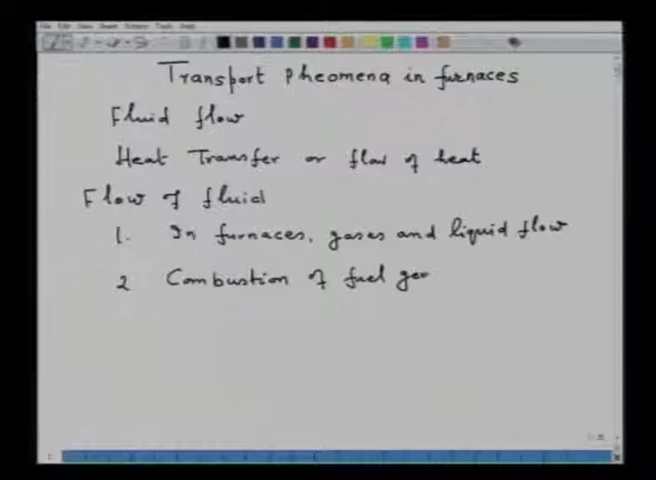 Transport Pheomena in furnaces
Fluid flow
Heat Transfer or flow of heat
Flow of fluid
1. In furnaces, gases and liquid flow
2 Combustion of fuel ger